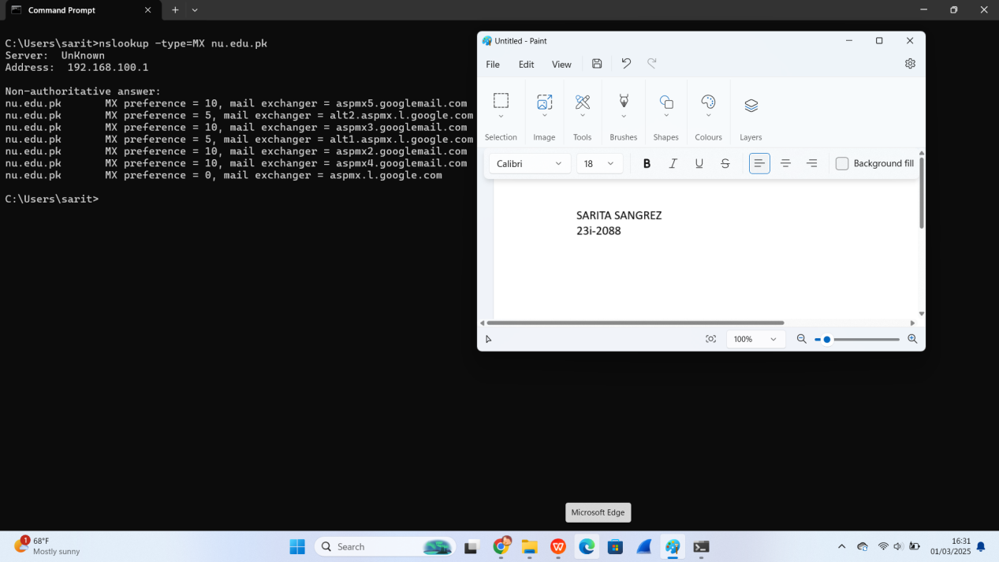 Command Prompt
C:\Users\sarit>nslookup -type=MX nu.edu.pk
Server:  UnKnown
Address:  192.168.100.1
Non-authoritative answer:
nu.edu.pk       MX preference = 10, mail exchanger = aspmx5.googlemail.com
nu.edu.pk       MX preference = 5, mail exchanger = alt2.aspmx.l.google.com
nu.edu.pk       MX preference = 10, mail exchanger = aspmx3.googlemail.com
nu.edu.pk       MX preference = 5, mail exchanger = alt1.aspmx.l.google.com
nu.edu.pk       MX preference = 10, mail exchanger = aspmx2.googlemail.com
nu.edu.pk       MX preference = 10, mail exchanger = aspmx4.googlemail.com
nu.edu.pk       MX preference = 0, mail exchanger = aspmx.l.google.com
C:\Users\sarit>
Untitled - Paint
File Edit View
Selection Image Tools Brushes Shapes Colours Layers
Calibri 18 B I U S Background fill
SARITA SANGREZ
23i-2088
100%
Microsoft Edge
1
68°F
Mostly sunny
Search
W
16:31
01/03/2025